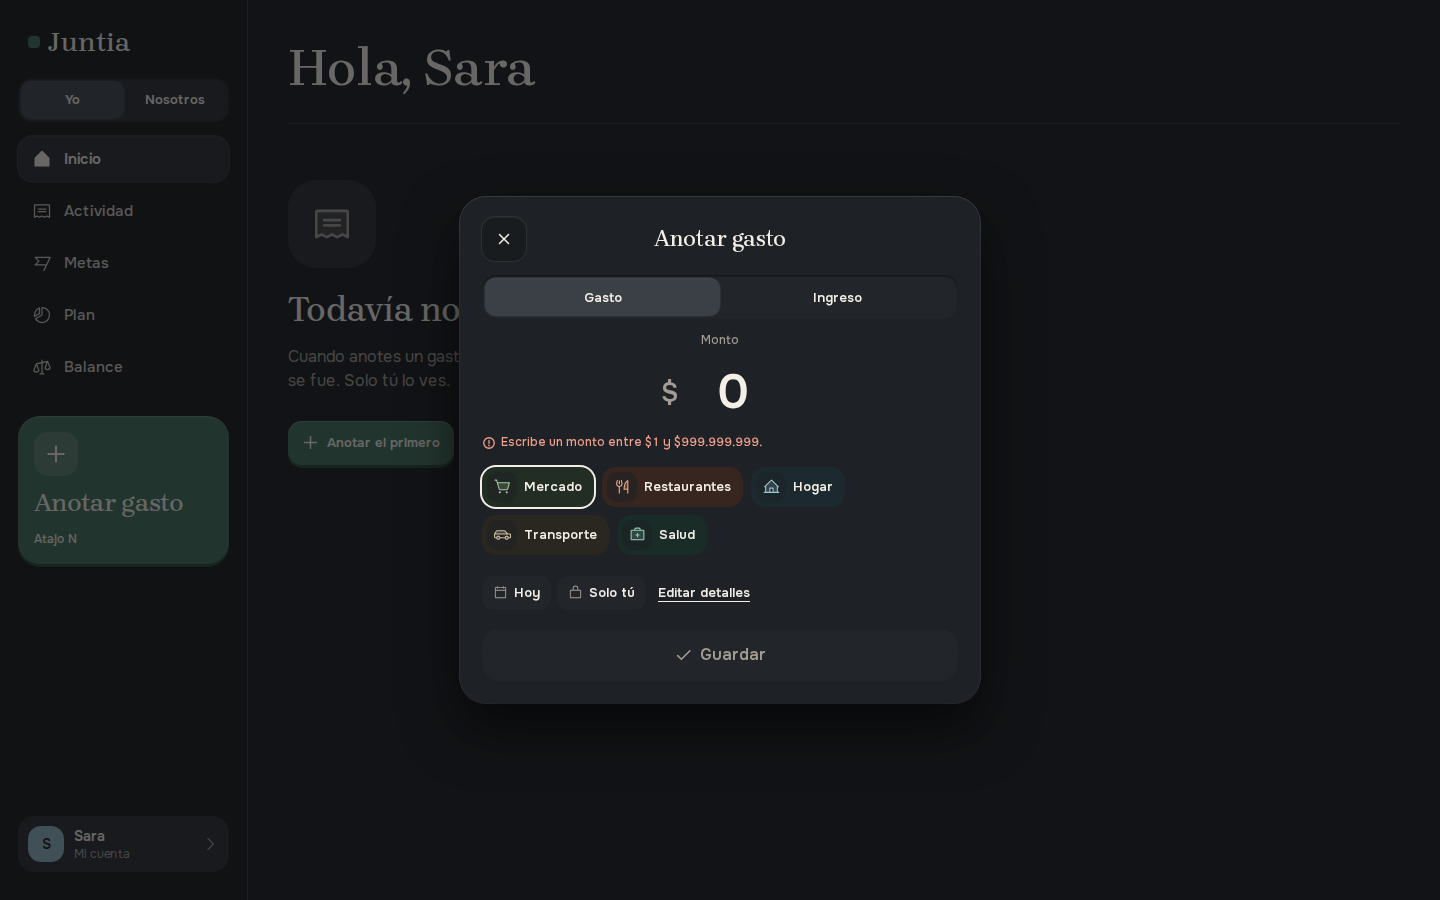 Juntia
Yo
Nosotros
Inicio
Actividad
Metas
Plan
Balance
Anotar gasto
Atajo N
S
Sara
Mi cuenta
Hola, Sara
Todavía no
Cuando anotes un gast
se fue. Solo tú lo ves.
Anotar el primero
Anotar gasto
Gasto
Ingreso
Monto
$ 0
Escribe un monto entre $1 y $999.999.999.
Mercado
Restaurantes
Hogar
Transporte
Salud
Hoy
Solo tú
Editar detalles
Guardar